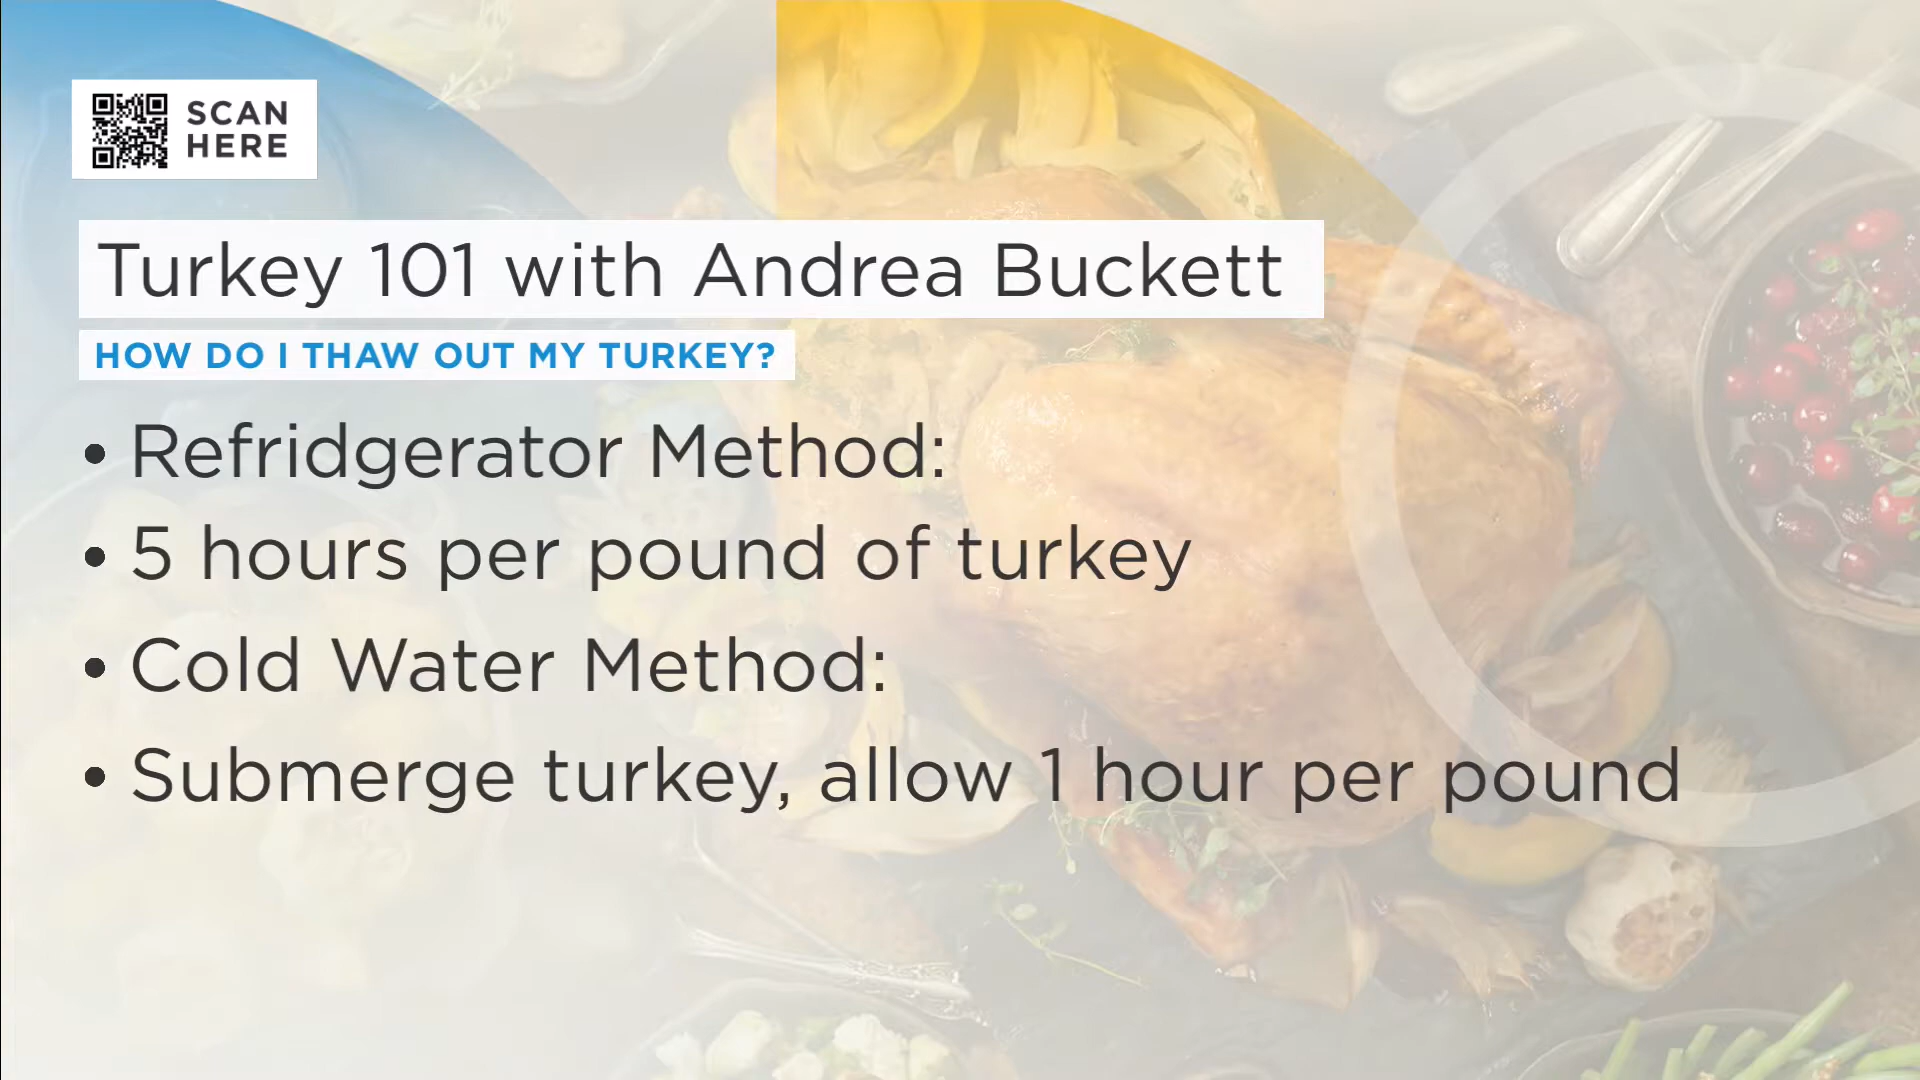 SCAN
HERE
Turkey 101 with Andrea Buckett
HOW DO I THAW OUT MY TURKEY?
• Refridgerator Method:
• 5 hours per pound of turkey
• Cold Water Method:
• Submerge turkey, allow 1 hour per pound